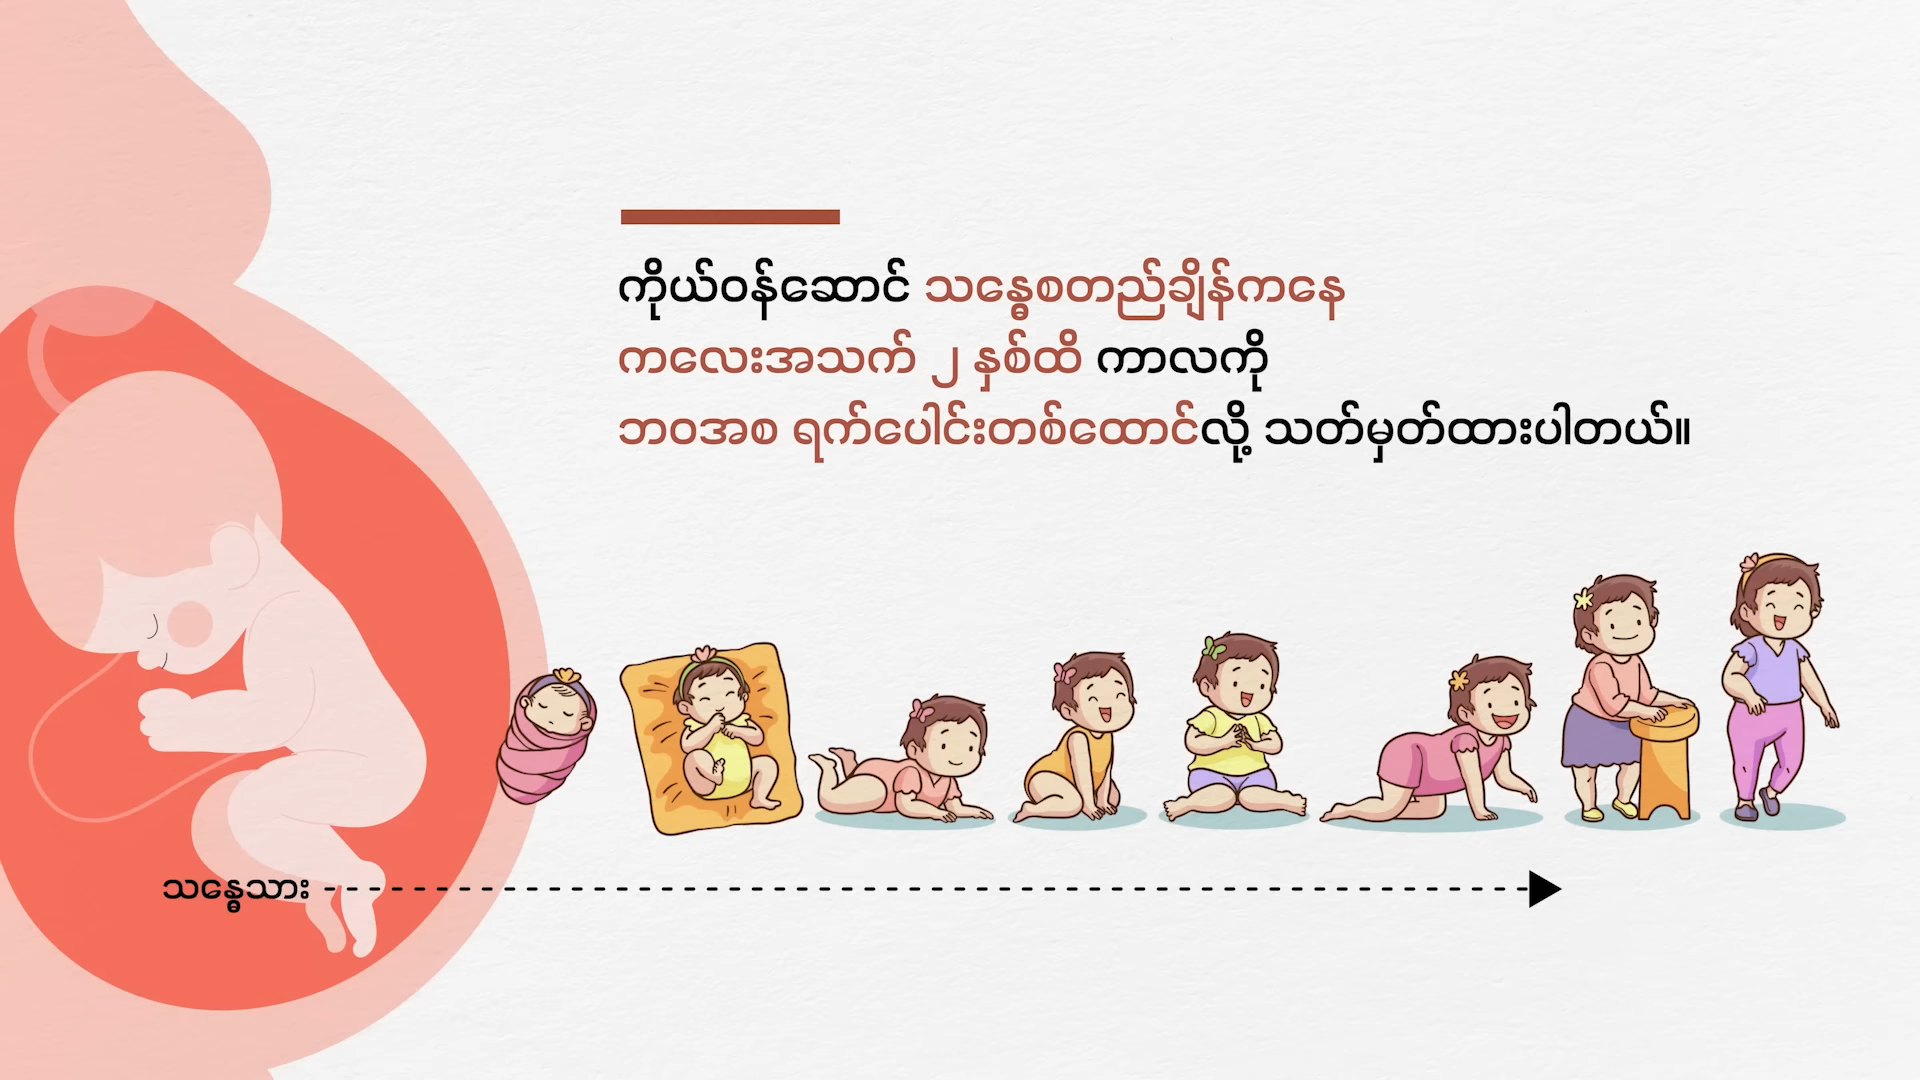 ကိုယ်ဝန်ဆောင် သန္ဓေစတည်ချိန်ကနေ
ကလေးအသက် ၂ နှစ်ထိ ကာလကို
ဘဝအစ ရက်ပေါင်းတစ်ထောင်လို့ သတ်မှတ်ထားပါတယ်။
သန္ဓေသား